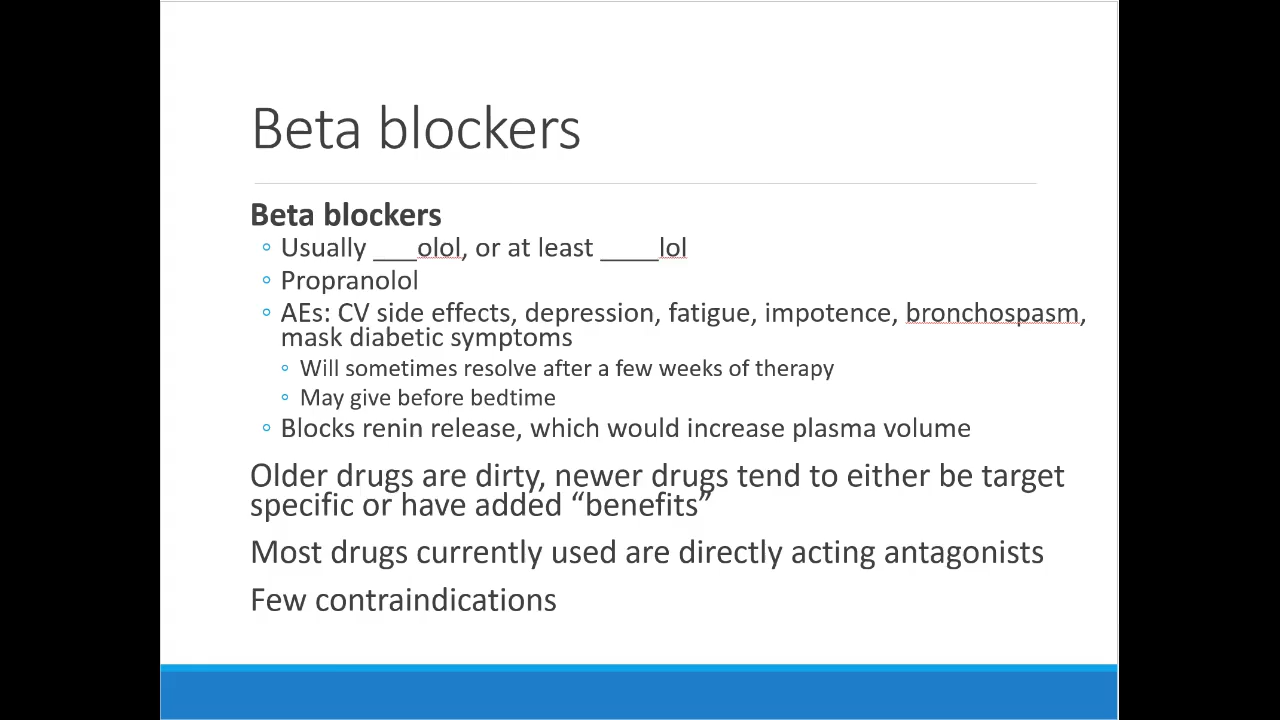 Beta blockers
Beta blockers
◦ Usually ___olol, or at least ____lol
◦ Propranolol
◦ AEs: CV side effects, depression, fatigue, impotence, bronchospasm,
mask diabetic symptoms
◦ Will sometimes resolve after a few weeks of therapy
◦ May give before bedtime
◦ Blocks renin release, which would increase plasma volume
Older drugs are dirty, newer drugs tend to either be target
specific or have added “benefits”
Most drugs currently used are directly acting antagonists
Few contraindications